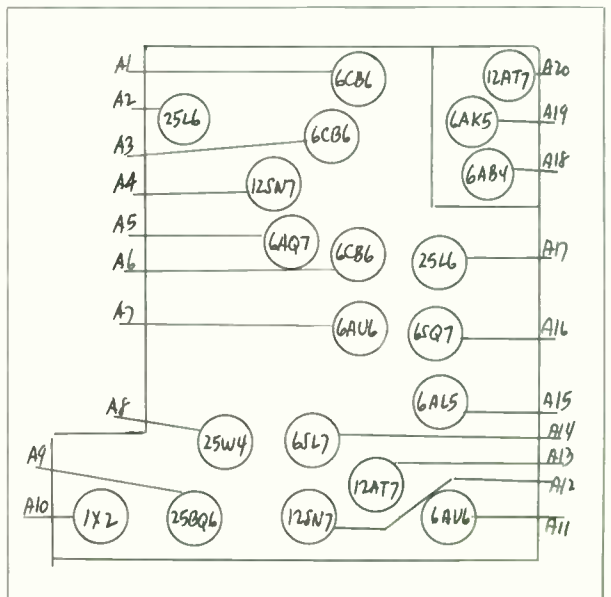 A1
6CB6
12AT7
A20
A2
25L6
6AK5
A19
A3
6CB6
6AB4
A18
A4
12SN7
A5
6AQ7
A6
6CB6
25L6
A17
A7
6AU6
6SQ7
A16
6AL5
A15
A8
25W4
6SL7
A14
A13
A9
12AT7
A12
A10
1X2
25BQ6
12SN7
6AU6
A11